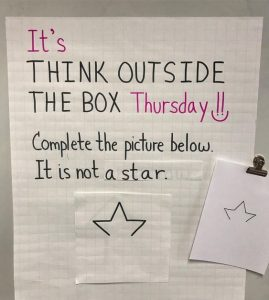 It's
THINK OUTSIDE
THE BOX Thursday!!
Complete the picture below.
It is not a star.